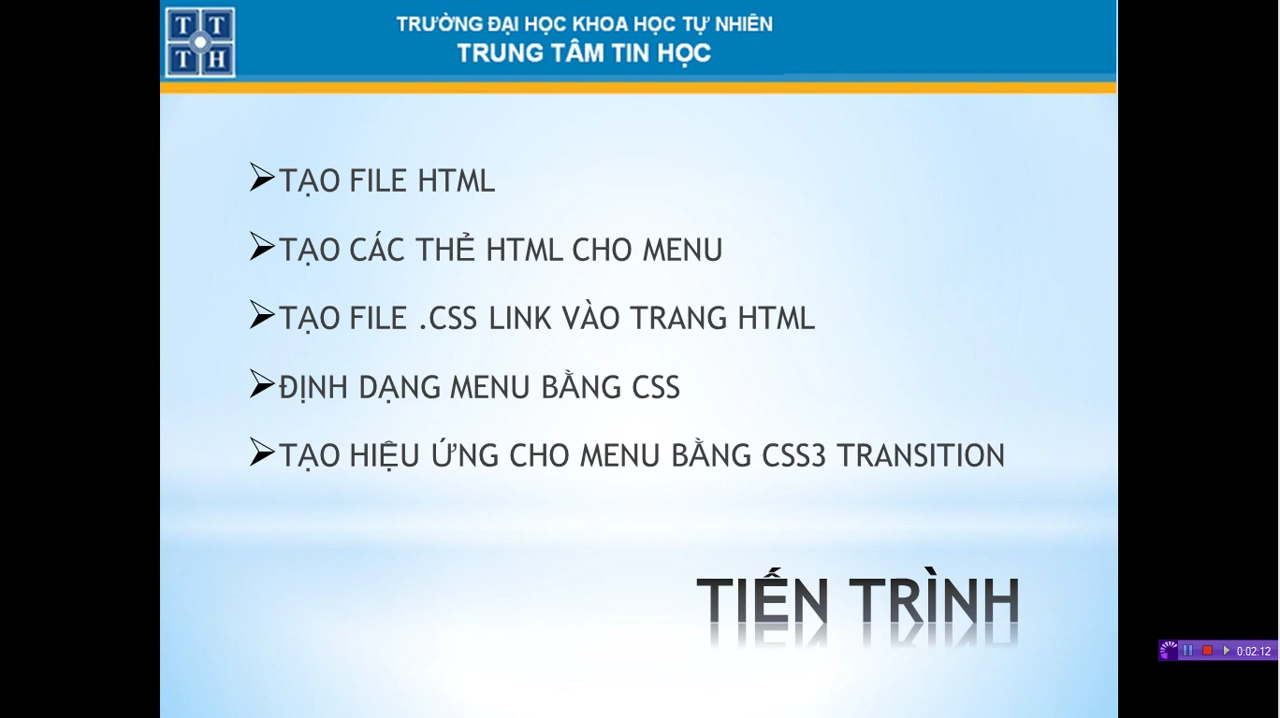 T T
T H
TRƯỜNG ĐẠI HỌC KHOA HỌC TỰ NHIÊN
TRUNG TÂM TIN HỌC
TẠO FILE HTML
TẠO CÁC THẺ HTML CHO MENU
TẠO FILE .CSS LINK VÀO TRANG HTML
ĐỊNH DẠNG MENU BẰNG CSS
TẠO HIỆU ỨNG CHO MENU BẰNG CSS3 TRANSITION
TIẾN TRÌNH
0:02:12